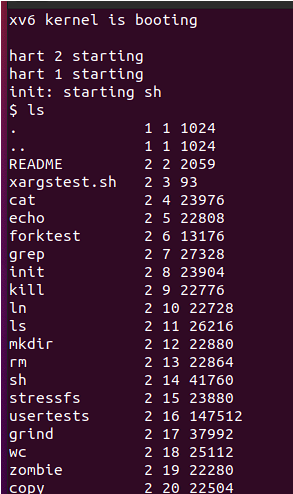 xv6 kernel is booting

hart 2 starting
hart 1 starting
init: starting sh
$ ls
.              1 1 1024
..             1 1 1024
README         2 2 2059
xargstest.sh   2 3 93
cat            2 4 23976
echo           2 5 22808
forktest       2 6 13176
grep           2 7 27328
init           2 8 23904
kill           2 9 22776
ln             2 10 22728
ls             2 11 26216
mkdir          2 12 22880
rm             2 13 22864
sh             2 14 41760
stressfs       2 15 23880
usertests      2 16 147512
grind          2 17 37992
wc             2 18 25112
zombie         2 19 22280
copy           2 20 22504